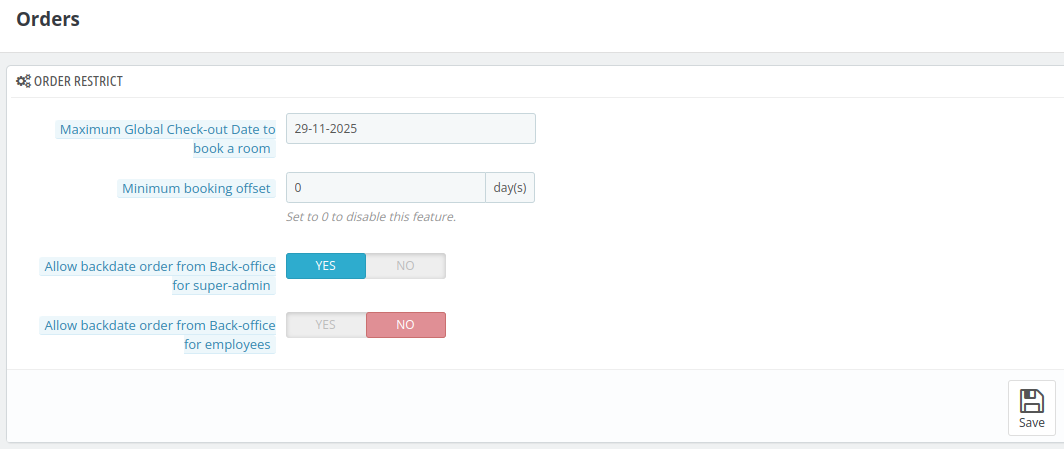 Orders
ORDER RESTRICT
Maximum Global Check-out Date to
book a room
29-11-2025
Minimum booking offset
0
day(s)
Set to 0 to disable this feature.
Allow backdate order from Back-office
for super-admin
YES
NO
Allow backdate order from Back-office
for employees
YES
NO
Save